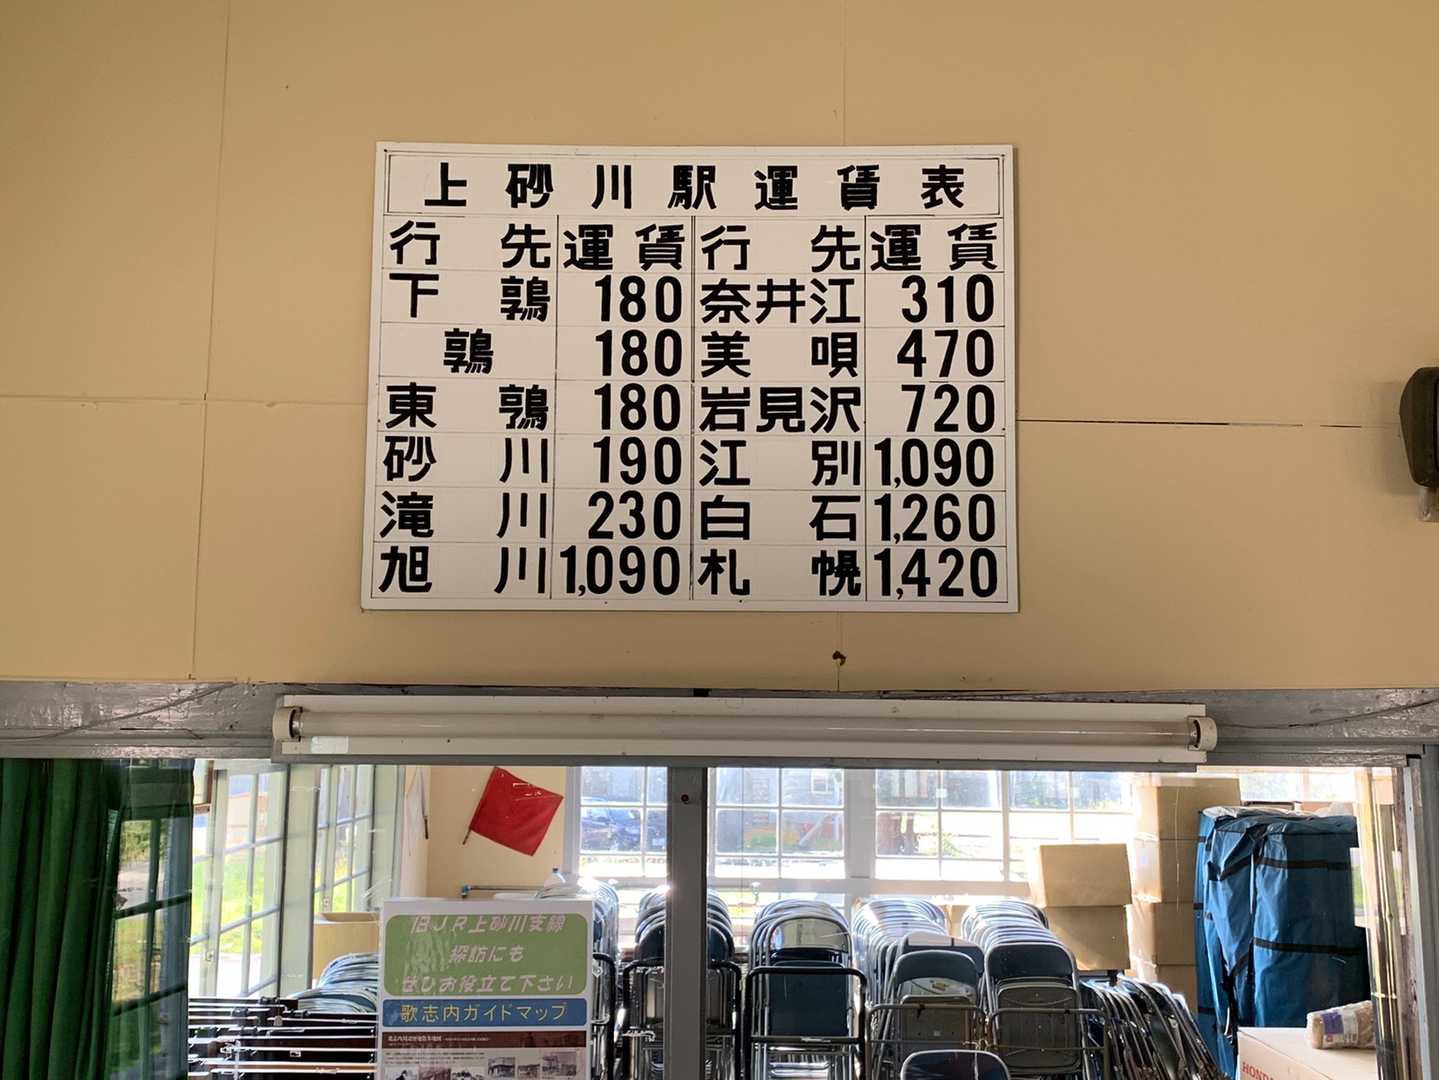 上砂川駅運賃表
行先 運賃 行先 運賃
下鶉 180 奈井江 310
鶉 180 美唄 470
東鶉 180 岩見沢 720
砂川 190 江別 1,090
滝川 230 白石 1,260
旭川 1,090 札幌 1,420
旧JR上砂川支線
探訪にも
ぜひお役立て下さい
歌志内ガイドマップ
HONDA